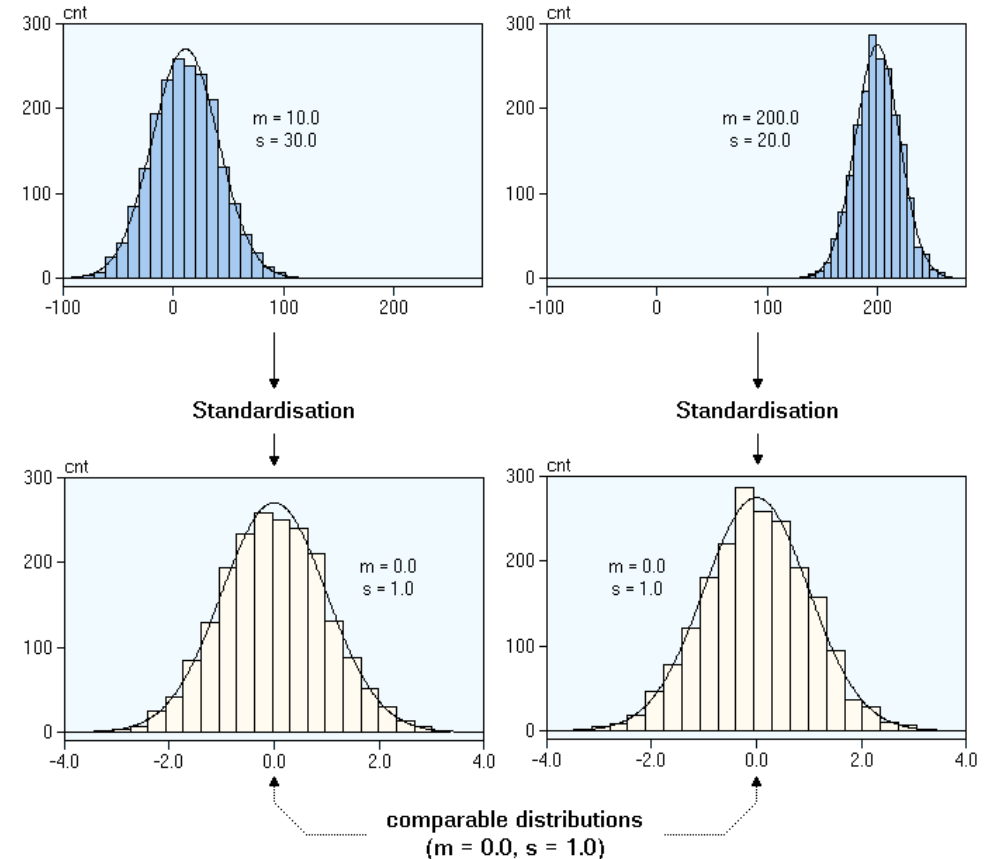 cnt
300
200
100
0
m = 10.0
s = 30.0
-100 0 100 200
cnt
300
200
100
0
m = 200.0
s = 20.0
-100 0 100 200
Standardisation
Standardisation
cnt
300
200
100
0
m = 0.0
s = 1.0
-4.0 -2.0 0.0 2.0 4.0
cnt
300
200
100
0
m = 0.0
s = 1.0
-4.0 -2.0 0.0 2.0 4.0
comparable distributions
(m = 0.0, s = 1.0)